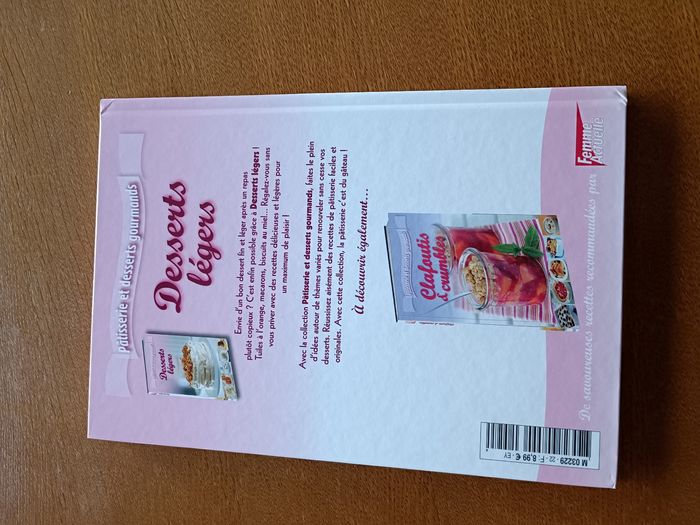 Pâtisserie et desserts gourmands
Desserts
légers
Desserts
légers
Envie d'un bon dessert fin et léger après un repas
plutôt copieux ? C'est enfin possible grâce à Desserts légers !
Tuiles à l'orange, macarons, biscuits au miel... Régalez-vous sans
vous priver avec des recettes délicieuses et légères pour
un maximum de plaisir !
Avec la collection Pâtisserie et desserts gourmands, faites le plein
d'idées autour de thèmes variés pour renouveler sans cesse vos
desserts. Réussissez aisément des recettes de pâtisserie faciles et
originales. Avec cette collection, la pâtisserie c'est du gâteau !
À découvrir également...
Clafoutis
& crumbles
M 03229 - 22 - F: 8,99 € - EY
De savoureuses recettes recommandées par
Femme
Actuelle